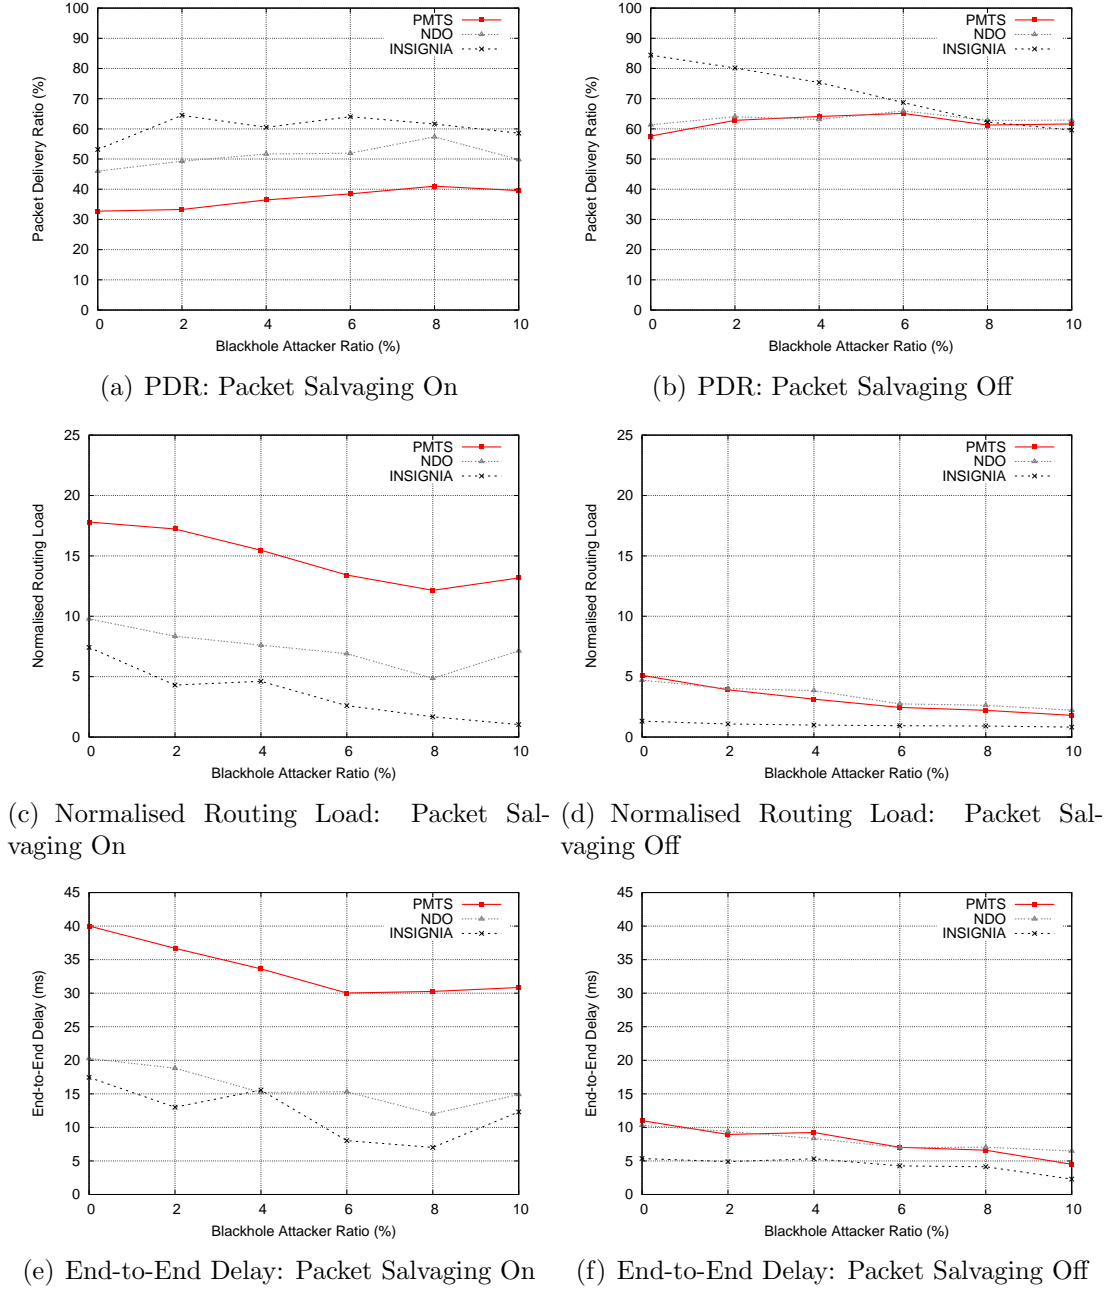 100
90
80
70
60
50
40
30
20
10
0
Packet Delivery Ratio (%)
PMTS
NDO
INSIGNIA
0 2 4 6 8 10
Blackhole Attacker Ratio (%)
(a) PDR: Packet Salvaging On
100
90
80
70
60
50
40
30
20
10
0
Packet Delivery Ratio (%)
PMTS
NDO
INSIGNIA
0 2 4 6 8 10
Blackhole Attacker Ratio (%)
(b) PDR: Packet Salvaging Off
25
20
15
10
5
0
Normalised Routing Load
PMTS
NDO
INSIGNIA
0 2 4 6 8 10
Blackhole Attacker Ratio (%)
(c) Normalised Routing Load: Packet Sal-
vaging On
25
20
15
10
5
0
Normalised Routing Load
PMTS
NDO
INSIGNIA
0 2 4 6 8 10
Blackhole Attacker Ratio (%)
(d) Normalised Routing Load: Packet Sal-
vaging Off
45
40
35
30
25
20
15
10
5
0
End-to-End Delay (ms)
PMTS
NDO
INSIGNIA
0 2 4 6 8 10
Blackhole Attacker Ratio (%)
(e) End-to-End Delay: Packet Salvaging On
45
40
35
30
25
20
15
10
5
0
End-to-End Delay (ms)
PMTS
NDO
INSIGNIA
0 2 4 6 8 10
Blackhole Attacker Ratio (%)
(f) End-to-End Delay: Packet Salvaging Off